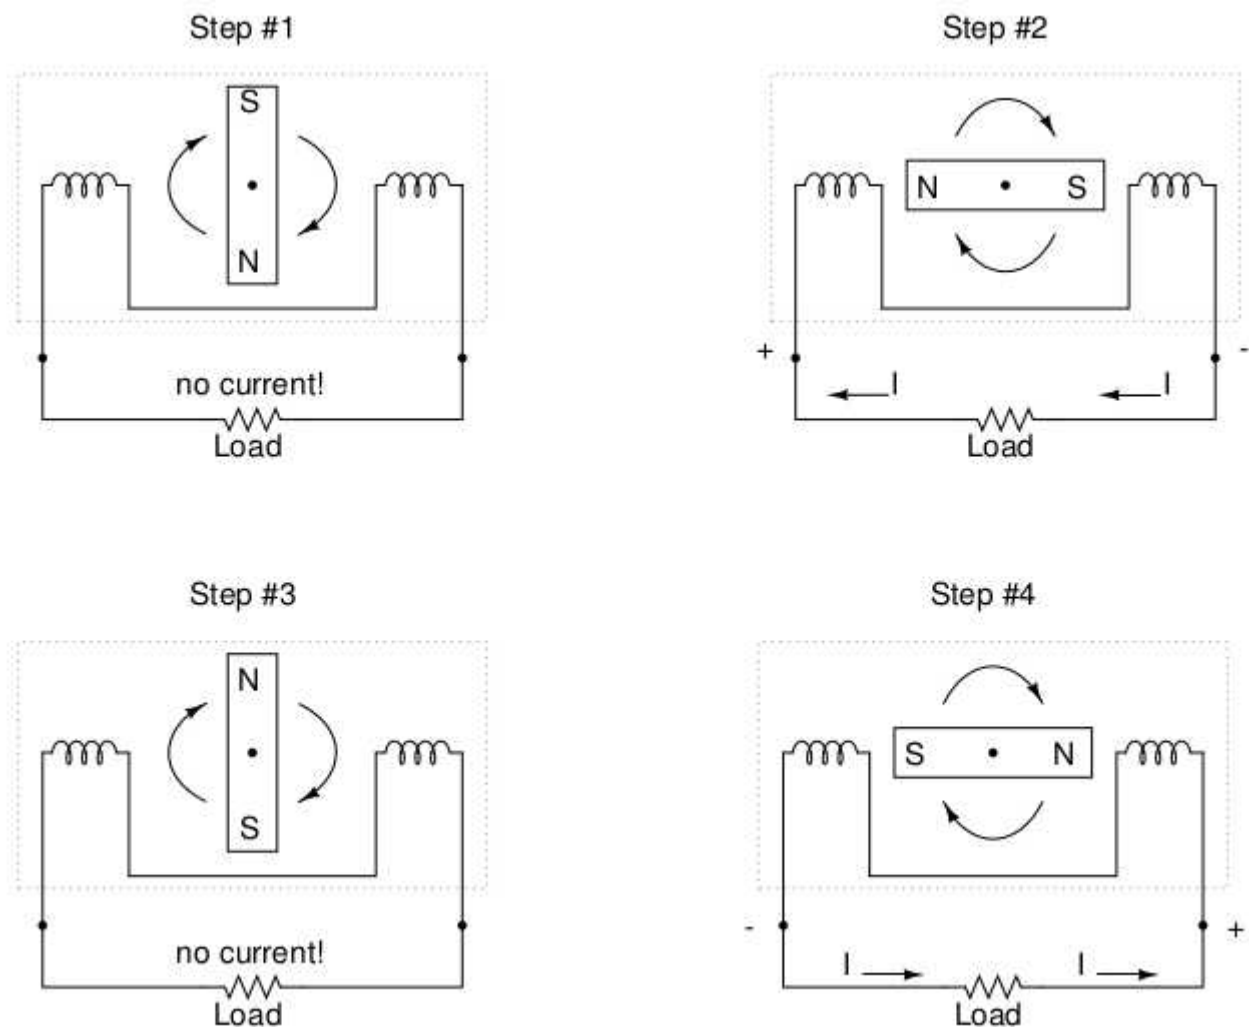 Step #1
S
N
no current!
Load
Step #2
N S
+ -
I I
Load
Step #3
N
S
no current!
Load
Step #4
S N
- +
I I
Load